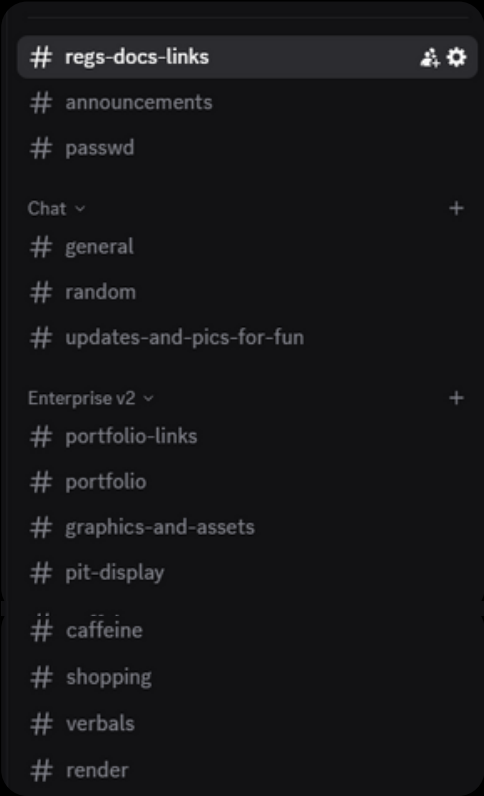 # regs-docs-links
# announcements
# passwd
Chat
# general
# random
# updates-and-pics-for-fun
Enterprise v2
# portfolio-links
# portfolio
# graphics-and-assets
# pit-display
# caffeine
# shopping
# verbals
# render